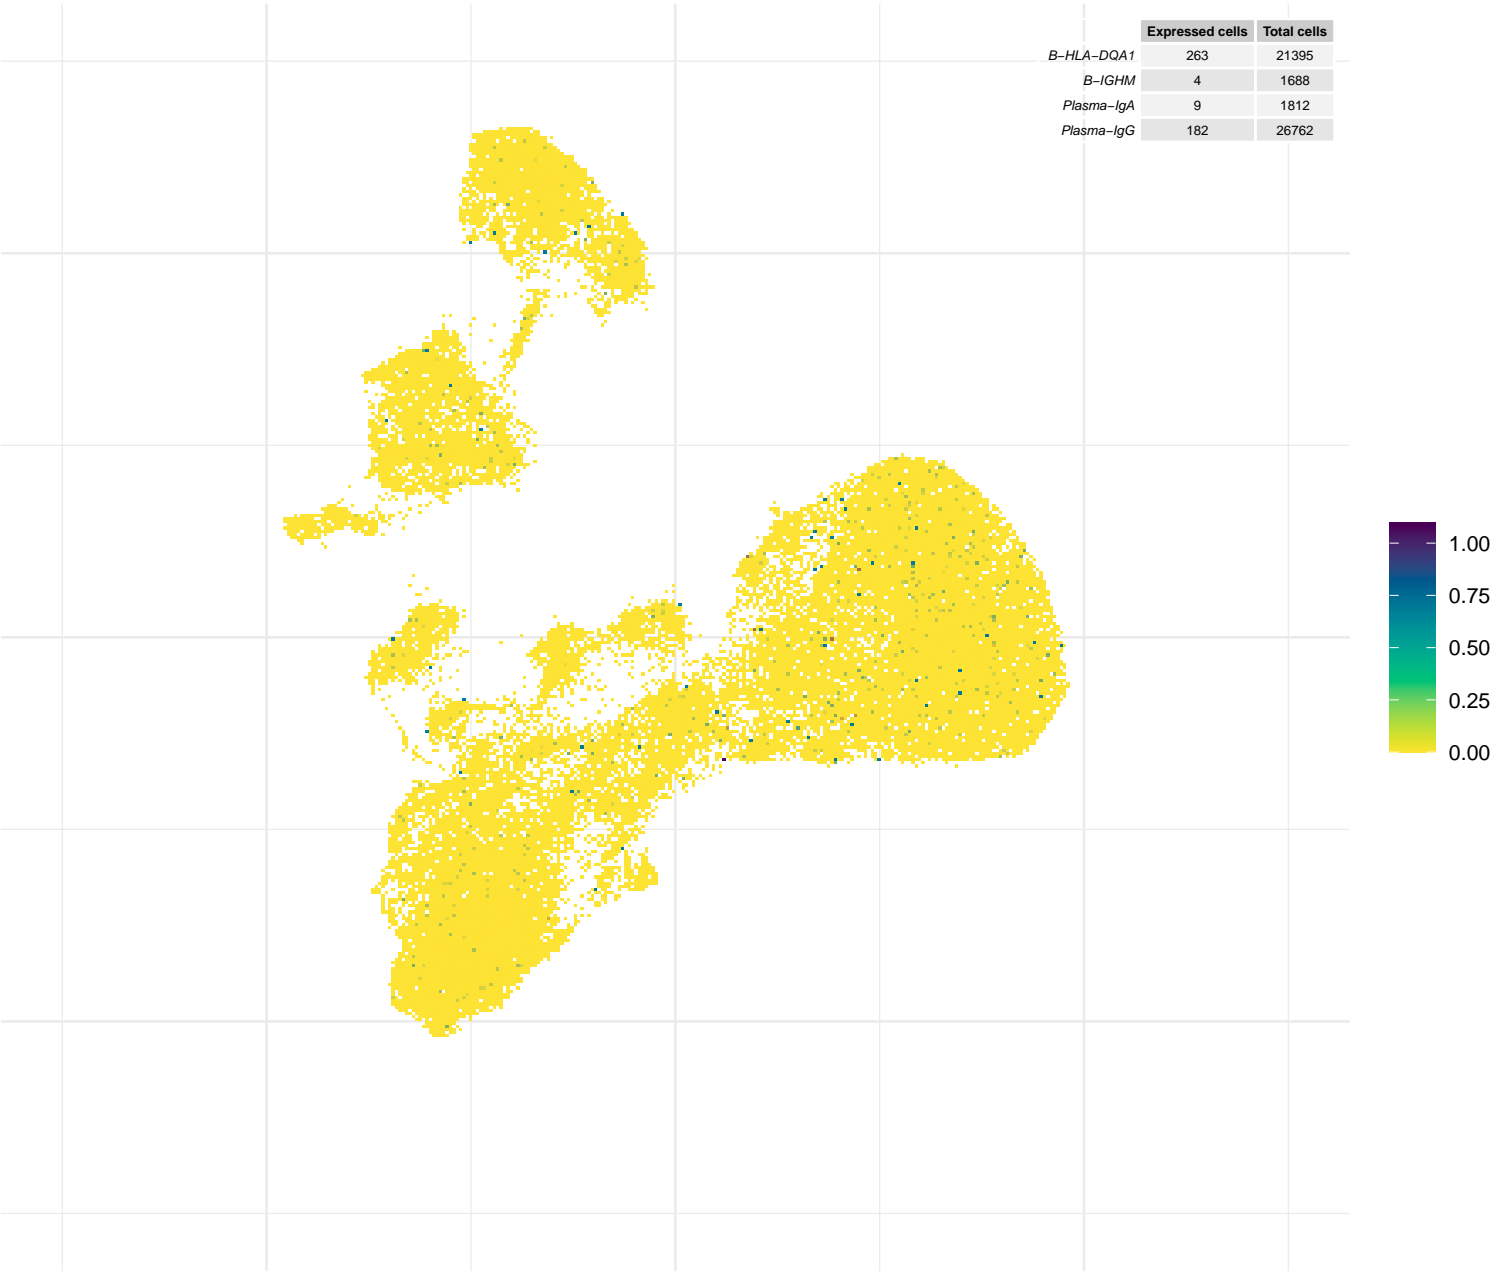 Expressed cells Total cells
B−HLA−DQA1 263 21395
B−IGHM 4 1688
Plasma−IgA 9 1812
Plasma−IgG 182 26762
1.00
0.75
0.50
0.25
0.00